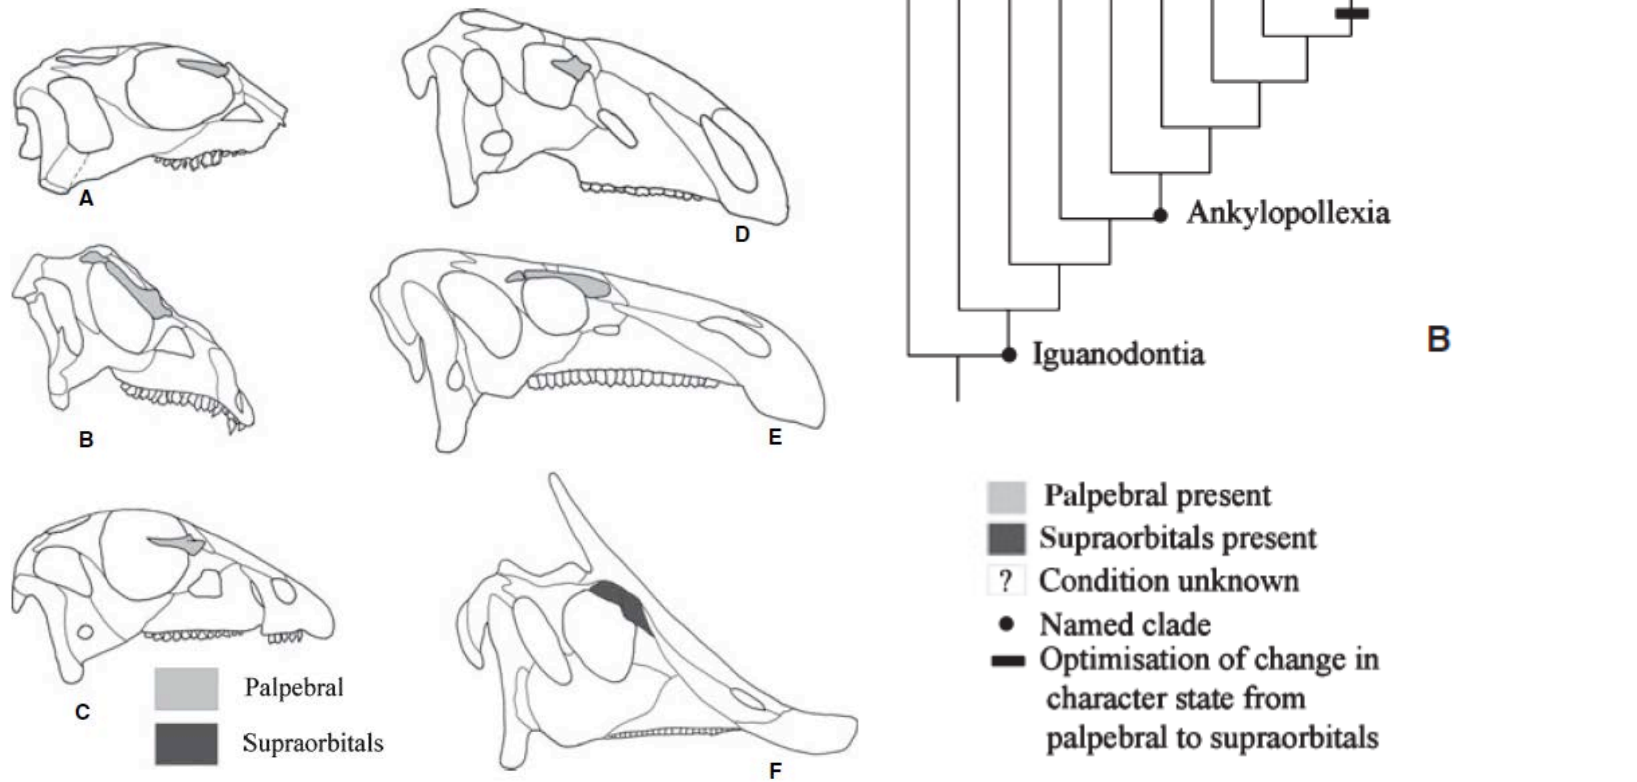 A
D
B
E
C
F
Palpebral
Supraorbitals
Ankylopollexia
Iguanodontia
B
Palpebral present
Supraorbitals present
? Condition unknown
Named clade
Optimisation of change in
character state from
palpebral to supraorbitals